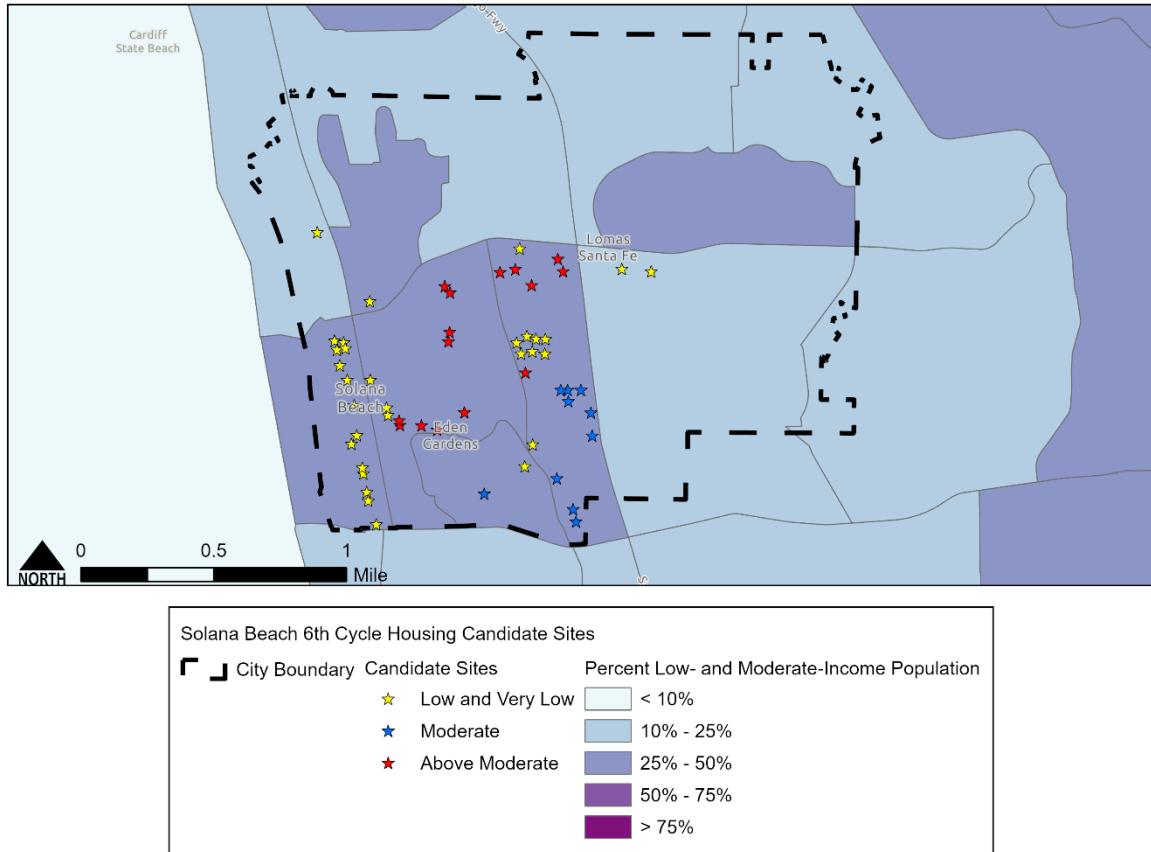 Cardiff
State Beach
o-Fwy
Lomas
Santa Fe
Solana
Beach
Eden
Gardens
S
0 0.5 1
Mile
NORTH
Solana Beach 6th Cycle Housing Candidate Sites
City Boundary Candidate Sites Percent Low- and Moderate-Income Population
Low and Very Low < 10%
Moderate 10% - 25%
Above Moderate 25% - 50%
50% - 75%
> 75%